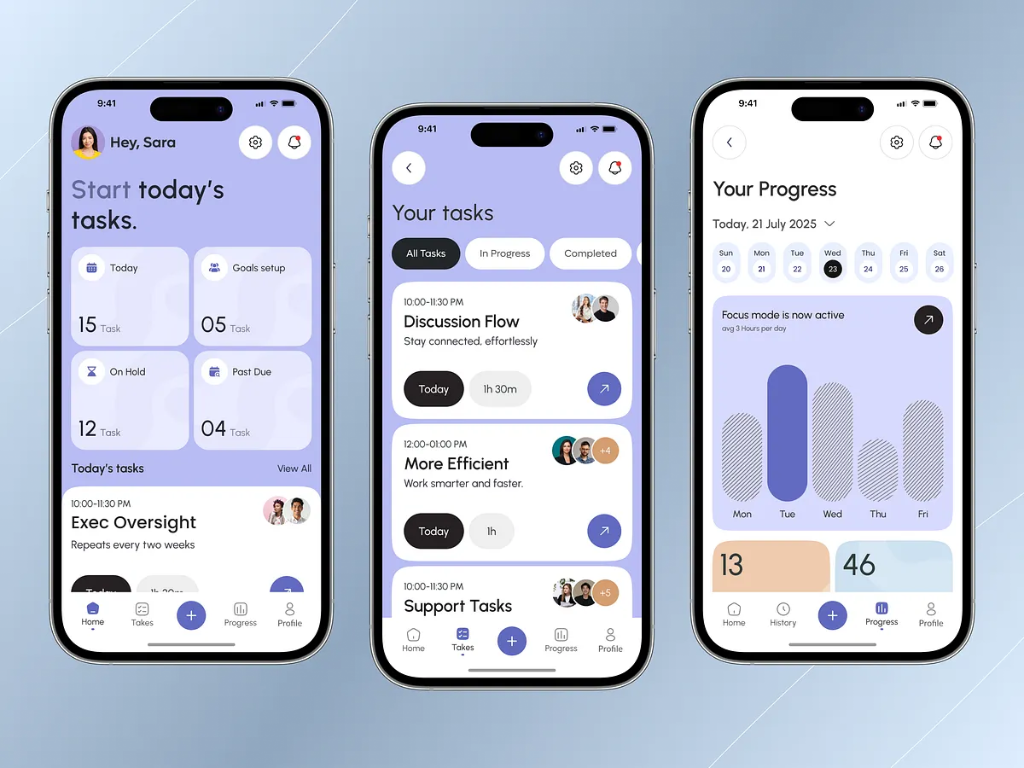 9:41
Hey, Sara
Start today's
tasks.
Today
15 Task
Goals setup
05 Task
On Hold
12 Task
Past Due
04 Task
Today's tasks
View All
10:00-11:30 PM
Exec Oversight
Repeats every two weeks
Today
1h 30m
Home
Takes
+
Progress
Profile
9:41
Your tasks
All Tasks
In Progress
Completed
10:00-11:30 PM
Discussion Flow
Stay connected, effortlessly
Today
1h 30m
12:00-01:00 PM
+4
More Efficient
Work smarter and faster.
Today
1h
10:00-11:30 PM
+5
Support Tasks
Home
Takes
+
Progress
Profile
9:41
Your Progress
Today, 21 July 2025
Sun Mon Tue Wed Thu Fri Sat
20 21 22 23 24 25 26
Focus mode is now active
avg 3 Hours per day
Mon Tue Wed Thu Fri
13
46
Home
History
+
Progress
Profile